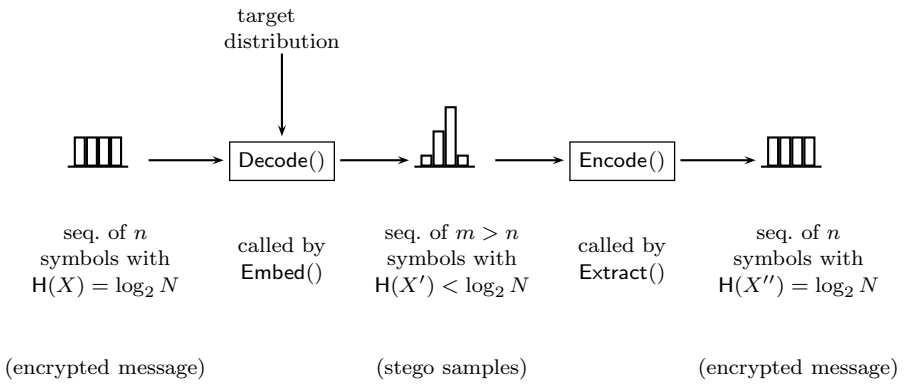 target
distribution
Decode()
Encode()
seq. of n
symbols with
H(X) = log₂ N
called by
Embed()
seq. of m > n
symbols with
H(X′) < log₂ N
called by
Extract()
seq. of n
symbols with
H(X′′) = log₂ N
(encrypted message)
(stego samples)
(encrypted message)